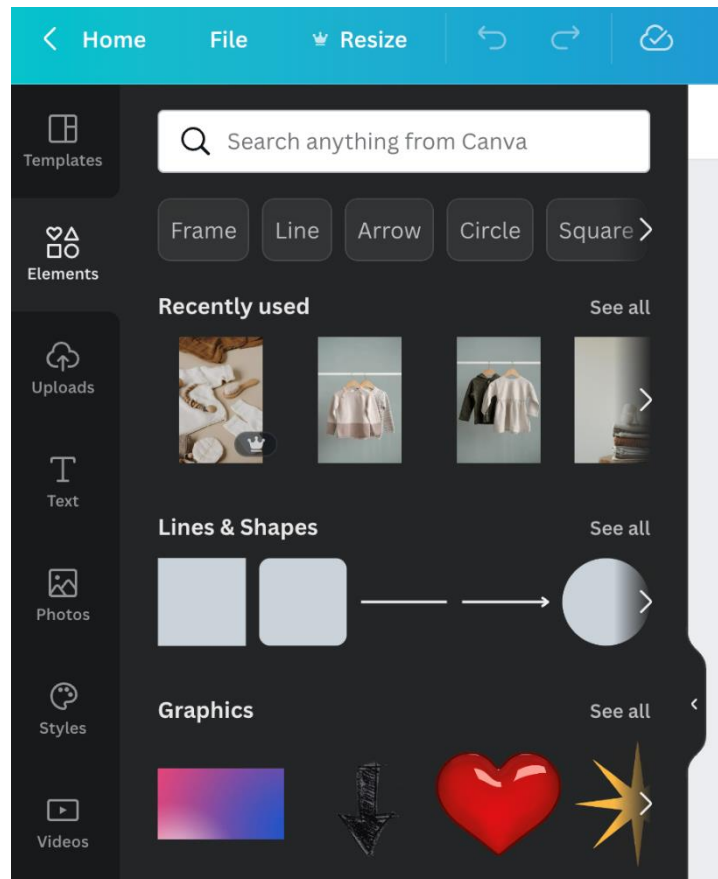 Home File Resize
Templates
Elements
Uploads
Text
Photos
Styles
Videos
Search anything from Canva
Frame Line Arrow Circle Square
Recently used See all
Lines & Shapes See all
Graphics See all